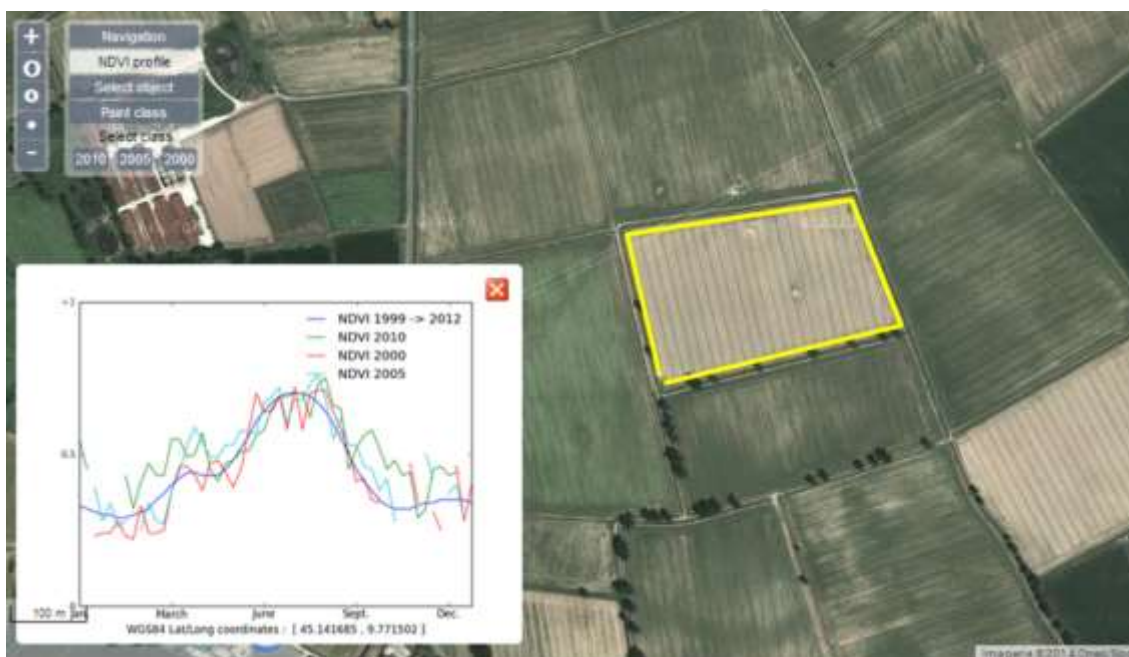 +
Navigation
NDVI profile
Select object
Paint class
Select class
2010 2005 2000
-
NDVI 1999 -> 2012
NDVI 2010
NDVI 2000
NDVI 2005
0.5
100 m
Jan.
March
June
Sept.
Dec.
WGS84 Lat/Long coordinates : [ 45.141685 , 9.771502 ]